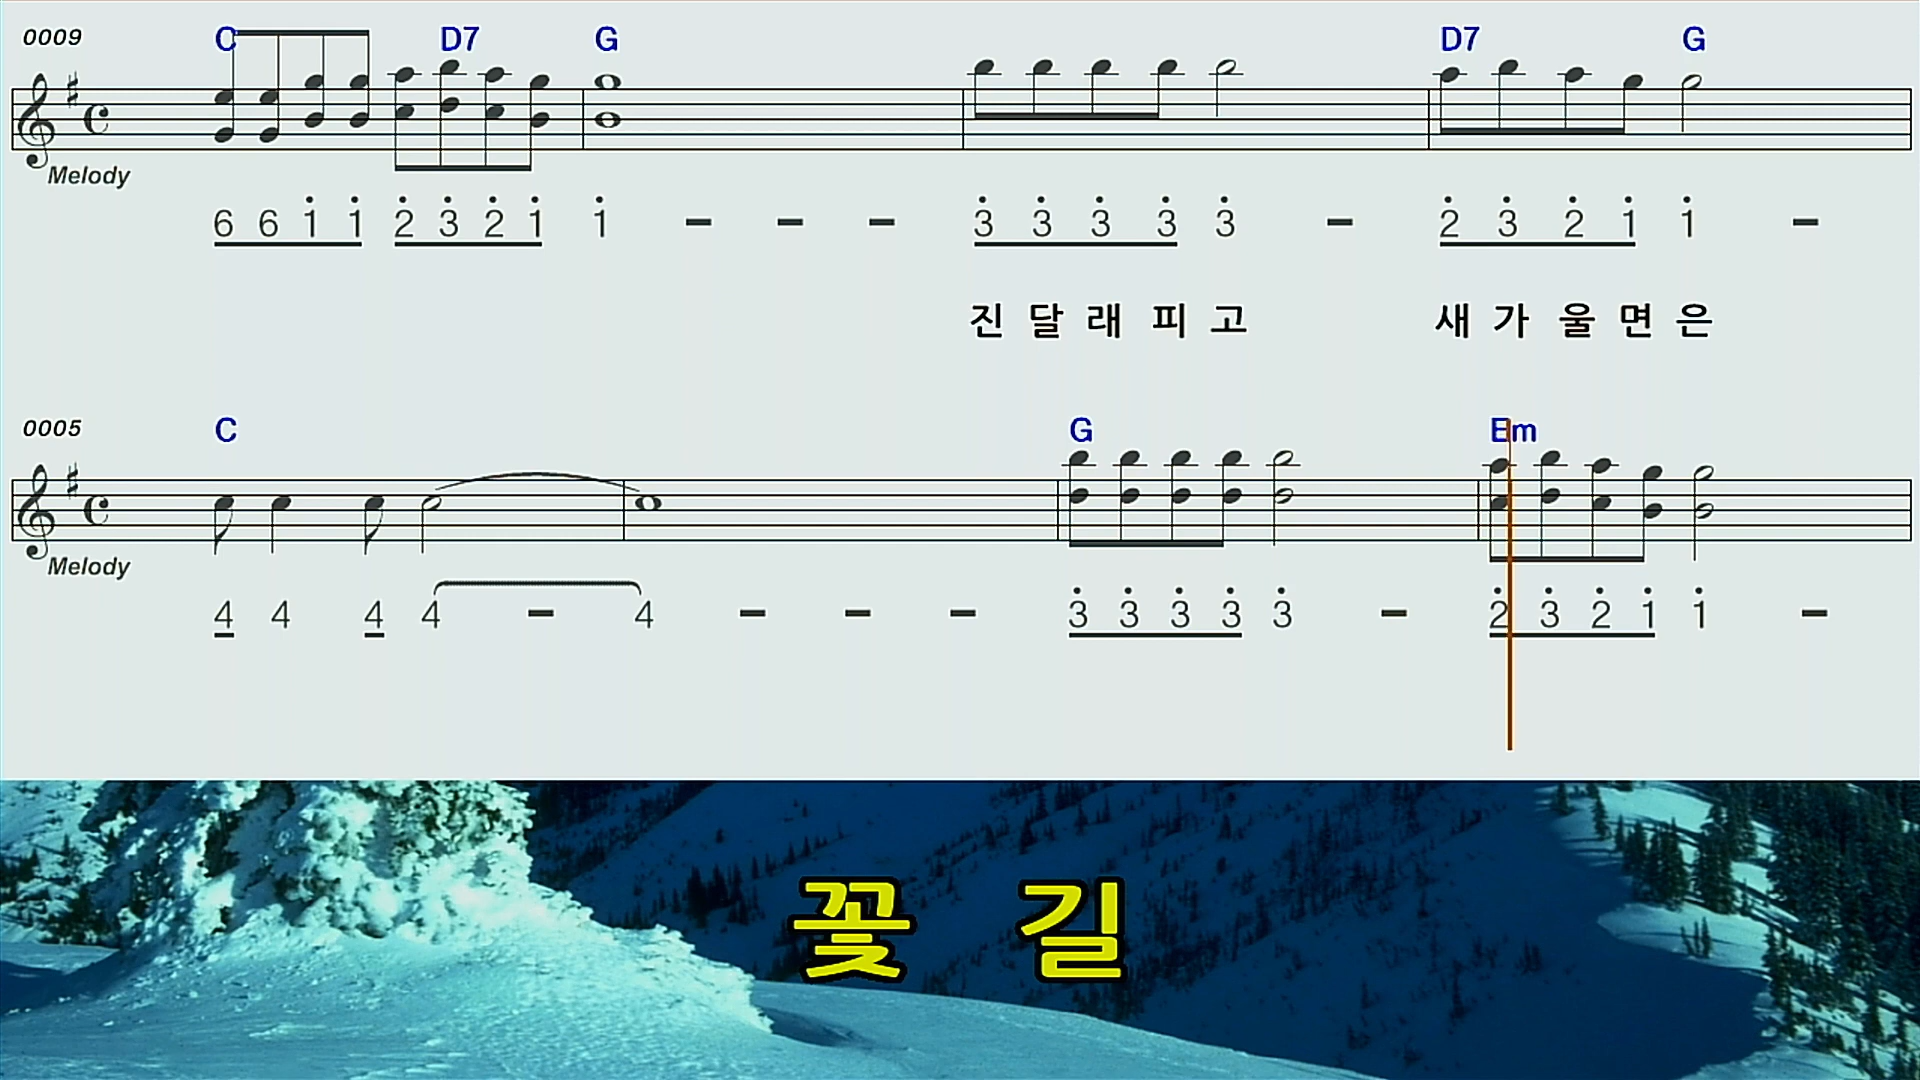 0009 C D7 G D7 G
Melody
6 6 1 1 2 3 2 1 1 - - - 3 3 3 3 3 - 2 3 2 1 1 -
진 달 래 피 고 새 가 울 면 은
0005 C G Em
Melody
4 4 4 4 - 4 - - - 3 3 3 3 3 - 2 3 2 1 1 -
꽃 길